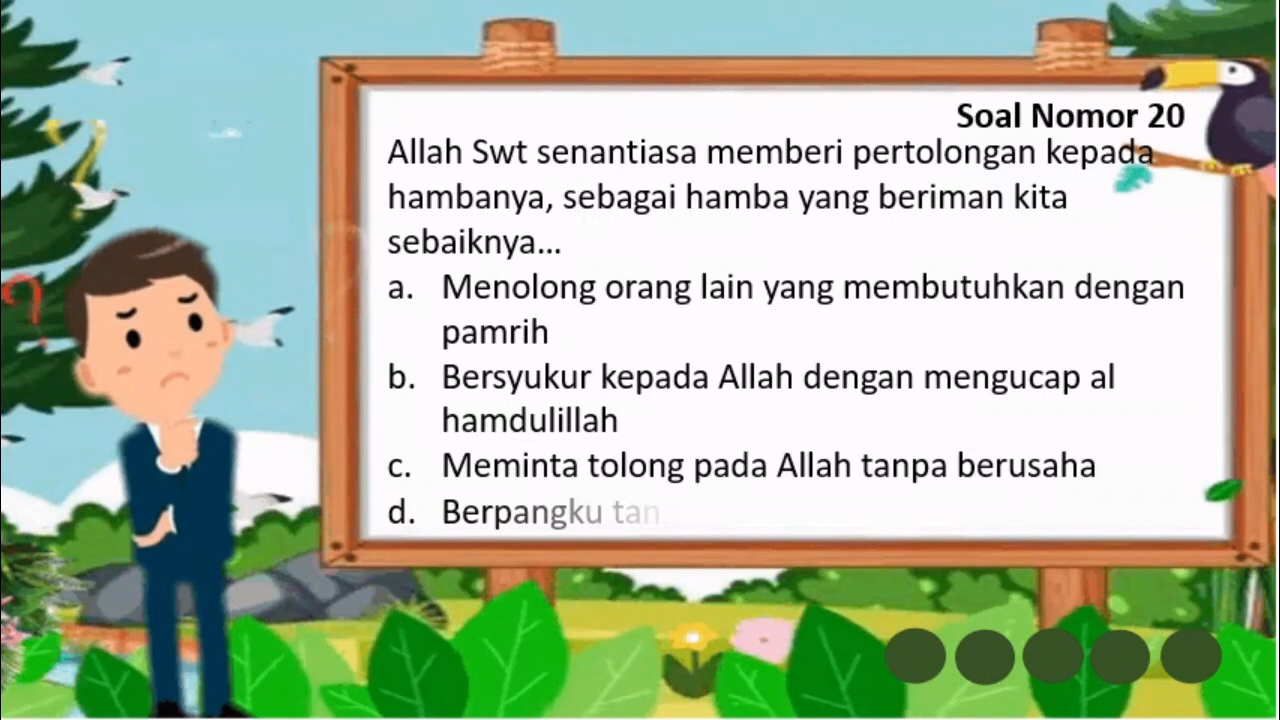 Soal Nomor 20
Allah Swt senantiasa memberi pertolongan kepada
hambanya, sebagai hamba yang beriman kita
sebaiknya...
a. Menolong orang lain yang membutuhkan dengan
pamrih
b. Bersyukur kepada Allah dengan mengucap al
hamdulillah
c. Meminta tolong pada Allah tanpa berusaha
d. Berpangku tan